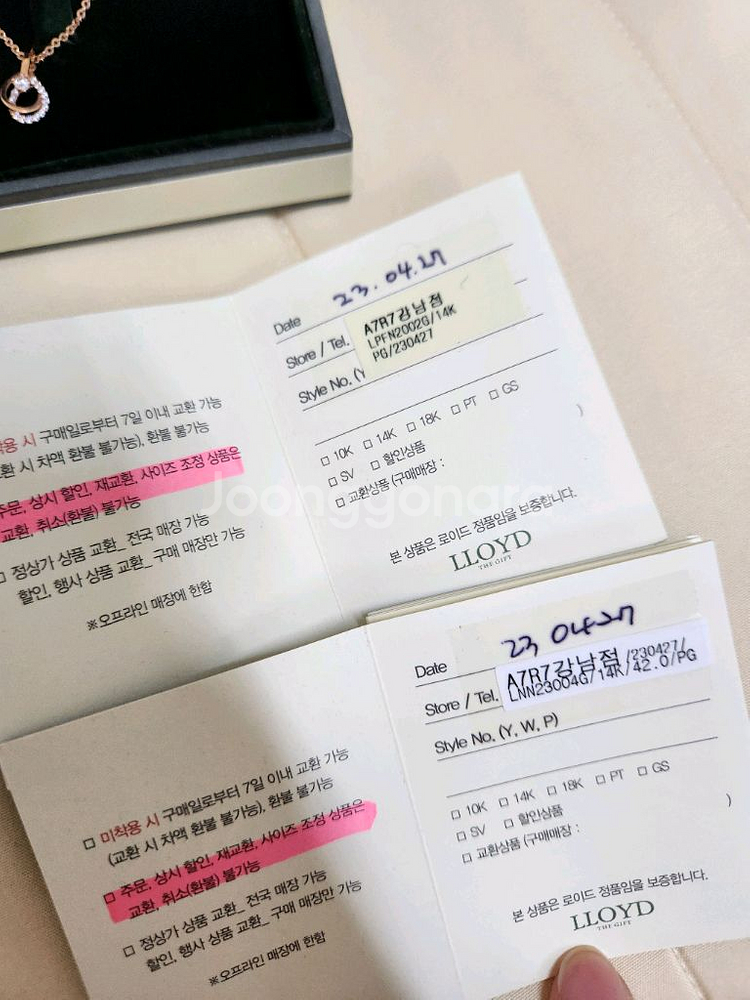 Date 23.04.27
Store / Tel. A7R7강남점
LPFN2002G/14K
PG/230427
Style No. (Y
□ 10K □ 14K □ 18K □ PT □ GS
□ SV □ 할인상품
□ 교환상품 (구매매장 : )
본 상품은 로이드 정품임을 보증합니다.
LLOYD
THE GIFT
착용 시 구매일로부터 7일 이내 교환 가능
환 시 차액 환불 불가능), 환불 불가능
주문, 상시 할인, 재교환, 사이즈 조정 상품은
교환, 취소(환불) 불가능
□ 정상가 상품 교환_ 전국 매장 가능
할인, 행사 상품 교환_ 구매 매장만 가능
※오프라인 매장에 한함
Joonggonara
Date 23 04.27
Store / Tel. A7R7강남점/230427/
LNN23004G/14K/42.0/PG
Style No. (Y, W, P)
□ 10K □ 14K □ 18K □ PT □ GS
□ SV □ 할인상품
□ 교환상품 (구매매장 : )
본 상품은 로이드 정품임을 보증합니다.
LLOYD
THE GIFT
□ 미착용 시 구매일로부터 7일 이내 교환 가능
(교환 시 차액 환불 불가능), 환불 불가능
□ 주문, 상시 할인, 재교환, 사이즈 조정 상품은
교환, 취소(환불) 불가능
□ 정상가 상품 교환_ 전국 매장 가능
할인, 행사 상품 교환_ 구매 매장만 가능
※오프라인 매장에 한함